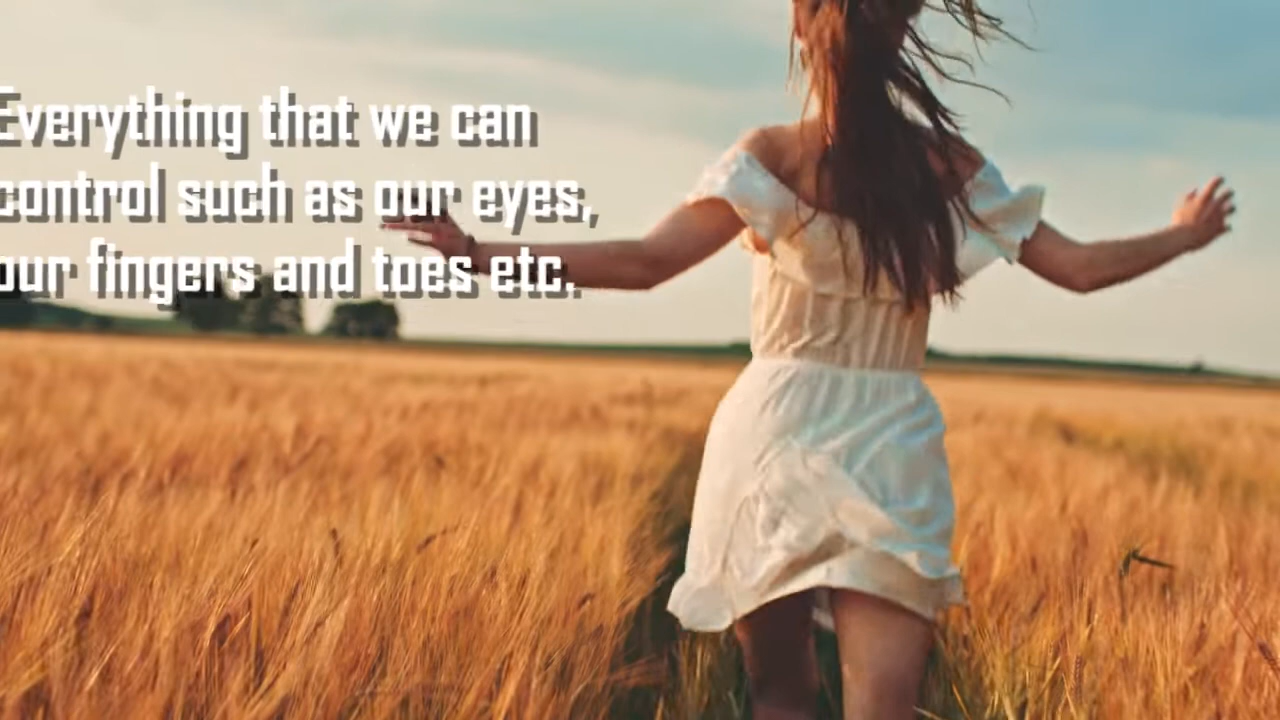 Everything that we can
control such as our eyes,
our fingers and toes etc.